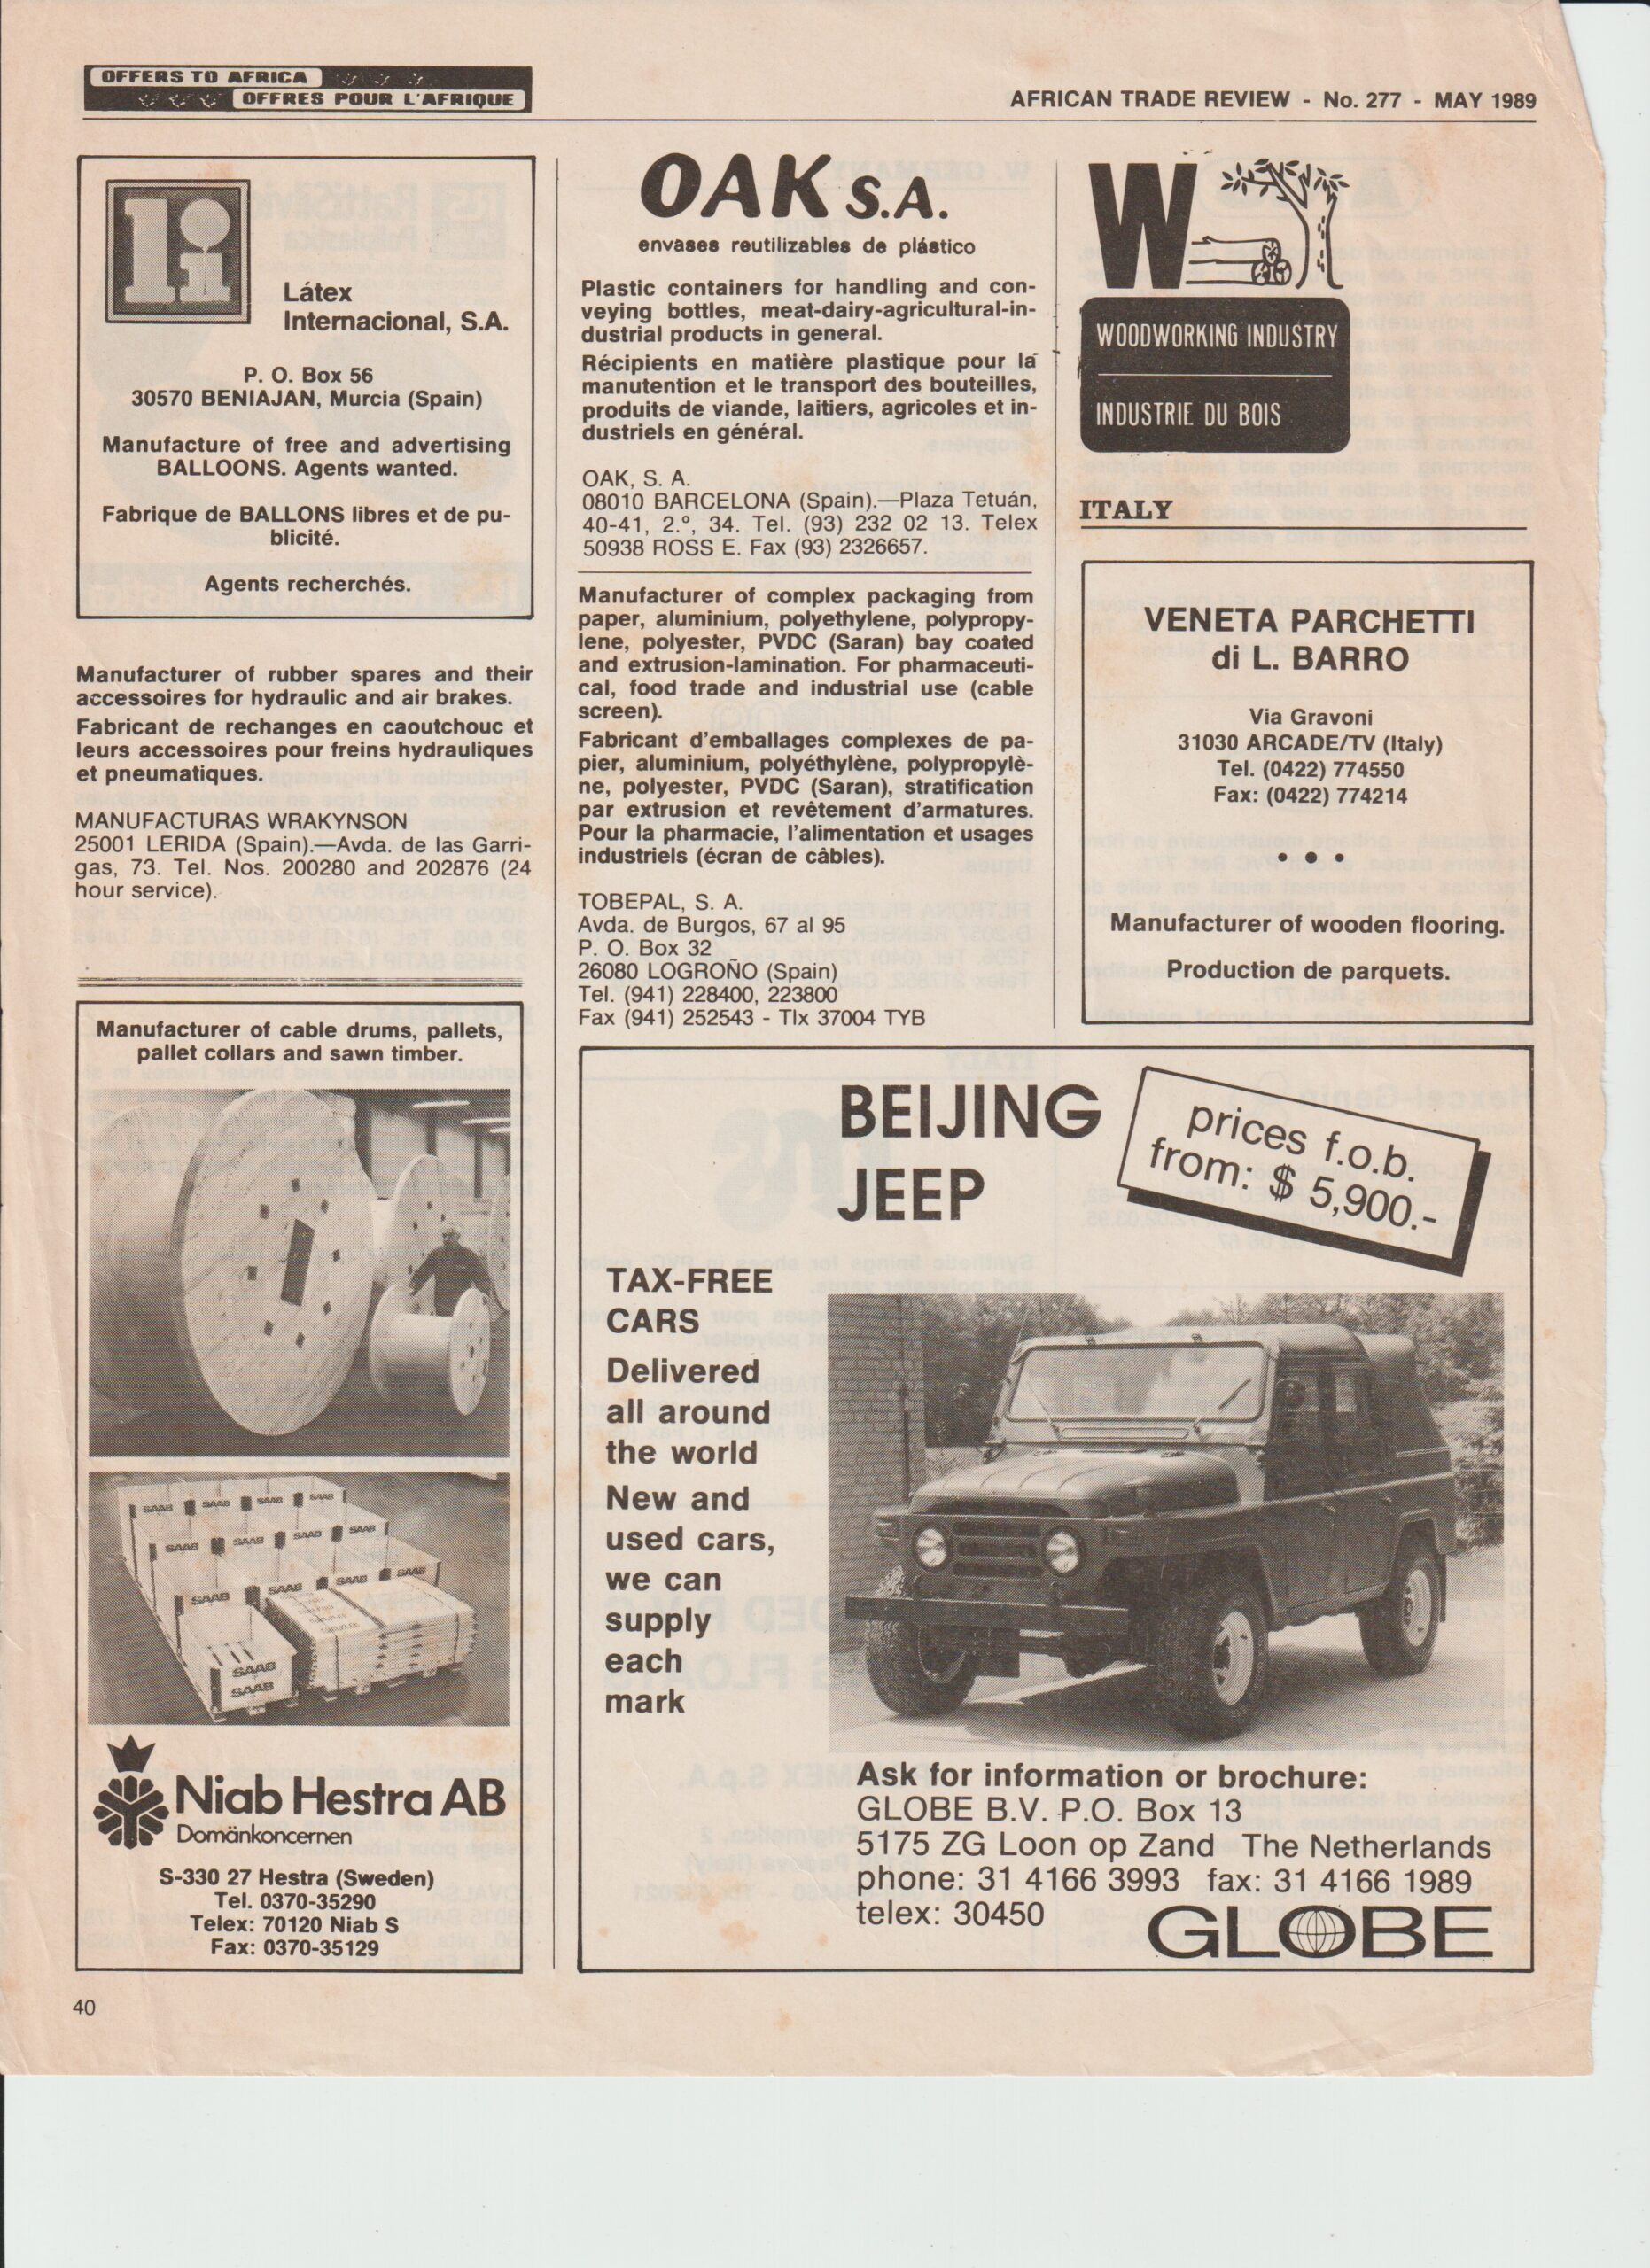 OFFERS TO AFRICA
OFFRES POUR L'AFRIQUE
AFRICAN TRADE REVIEW - No. 277 - MAY 1989
li
Látex
Internacional, S.A.
P. O. Box 56
30570 BENIAJAN, Murcia (Spain)
Manufacture of free and advertising
BALLOONS. Agents wanted.
Fabrique de BALLONS libres et de pu-
blicité.
Agents recherchés.
Manufacturer of rubber spares and their
accessoires for hydraulic and air brakes.
Fabricant de rechanges en caoutchouc et
leurs accessoires pour freins hydrauliques
et pneumatiques.
MANUFACTURAS WRAKYNSON
25001 LERIDA (Spain).—Avda. de las Garri-
gas, 73. Tel. Nos. 200280 and 202876 (24
hour service).
Manufacturer of cable drums, pallets,
pallet collars and sawn timber.
SAAB SAAB SAAB SAAB
SAAB SAAB SAAB SAAB
SAAB SAAB SAAB SAAB
SAAB
SAAB
Niab Hestra AB
Domänkoncernen
S-330 27 Hestra (Sweden)
Tel. 0370-35290
Telex: 70120 Niab S
Fax: 0370-35129
40
OAK S.A.
envases reutilizables de plástico
Plastic containers for handling and con-
veying bottles, meat-dairy-agricultural-in-
dustrial products in general.
Récipients en matière plastique pour la
manutention et le transport des bouteilles,
produits de viande, laitiers, agricoles et in-
dustriels en général.
OAK, S. A.
08010 BARCELONA (Spain).—Plaza Tetuán,
40-41, 2.º, 34. Tel. (93) 232 02 13. Telex
50938 ROSS E. Fax (93) 2326657.
Manufacturer of complex packaging from
paper, aluminium, polyethylene, polypropy-
lene, polyester, PVDC (Saran) bay coated
and extrusion-lamination. For pharmaceuti-
cal, food trade and industrial use (cable
screen).
Fabricant d'emballages complexes de pa-
pier, aluminium, polyéthylène, polypropylè-
ne, polyester, PVDC (Saran), stratification
par extrusion et revêtement d'armatures.
Pour la pharmacie, l'alimentation et usages
industriels (écran de câbles).
TOBEPAL, S. A.
Avda. de Burgos, 67 al 95
P. O. Box 32
26080 LOGROÑO (Spain)
Tel. (941) 228400, 223800
Fax (941) 252543 - Tlx 37004 TYB
W
WOODWORKING INDUSTRY
INDUSTRIE DU BOIS
ITALY
VENETA PARCHETTI
di L. BARRO
Via Gravoni
31030 ARCADE/TV (Italy)
Tel. (0422) 774550
Fax: (0422) 774214
• • •
Manufacturer of wooden flooring.
Production de parquets.
BEIJING
JEEP
prices f.o.b.
from: $ 5,900.-
TAX-FREE
CARS
Delivered
all around
the world
New and
used cars,
we can
supply
each
mark
Ask for information or brochure:
GLOBE B.V. P.O. Box 13
5175 ZG Loon op Zand The Netherlands
phone: 31 4166 3993 fax: 31 4166 1989
telex: 30450
GLOBE